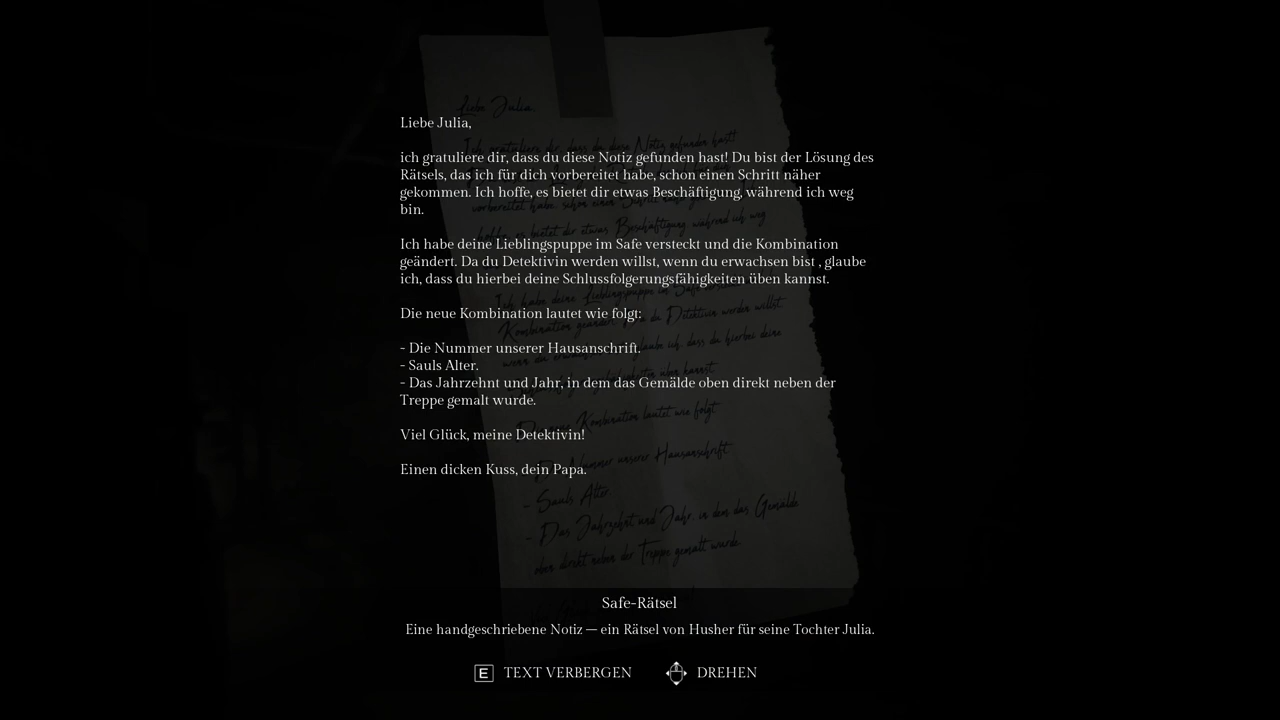 Liebe Julia,
ich gratuliere dir, dass du diese Notiz gefunden hast! Du bist der Lösung des
Rätsels, das ich für dich vorbereitet habe, schon einen Schritt näher
gekommen. Ich hoffe, es bietet dir etwas Beschäftigung, während ich weg
bin.
Ich habe deine Lieblingspuppe im Safe versteckt und die Kombination
geändert. Da du Detektivin werden willst, wenn du erwachsen bist , glaube
ich, dass du hierbei deine Schlussfolgerungsfähigkeiten üben kannst.
Die neue Kombination lautet wie folgt:
- Die Nummer unserer Hausanschrift.
- Sauls Alter.
- Das Jahrzehnt und Jahr, in dem das Gemälde oben direkt neben der
Treppe gemalt wurde.
Viel Glück, meine Detektivin!
Einen dicken Kuss, dein Papa.
Safe-Rätsel
Eine handgeschriebene Notiz — ein Rätsel von Husher für seine Tochter Julia.
E TEXT VERBERGEN DREHEN